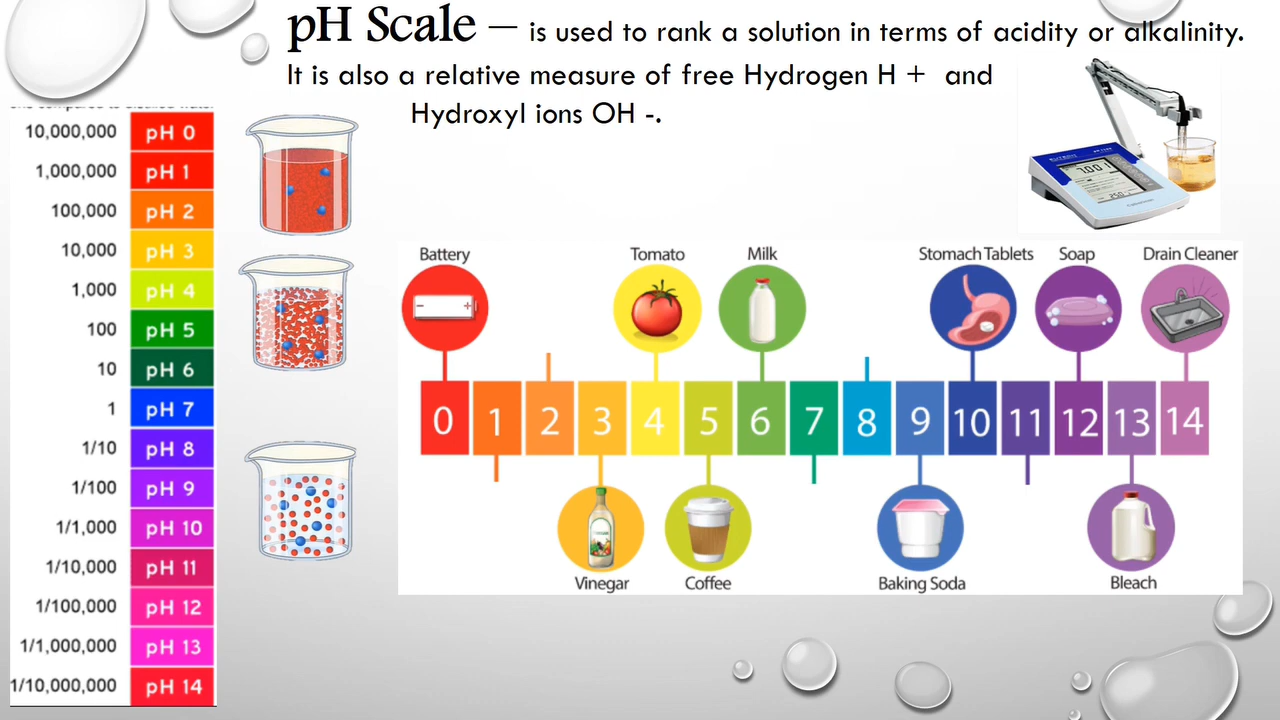 pH Scale — is used to rank a solution in terms of acidity or alkalinity.
It is also a relative measure of free Hydrogen H + and
Hydroxyl ions OH -.
10,000,000 pH 0
1,000,000 pH 1
100,000 pH 2
10,000 pH 3
1,000 pH 4
100 pH 5
10 pH 6
1 pH 7
1/10 pH 8
1/100 pH 9
1/1,000 pH 10
1/10,000 pH 11
1/100,000 pH 12
1/1,000,000 pH 13
1/10,000,000 pH 14
7.00
Battery Tomato Milk Stomach Tablets Soap Drain Cleaner
- +
0 1 2 3 4 5 6 7 8 9 10 11 12 13 14
Vinegar Coffee Baking Soda Bleach